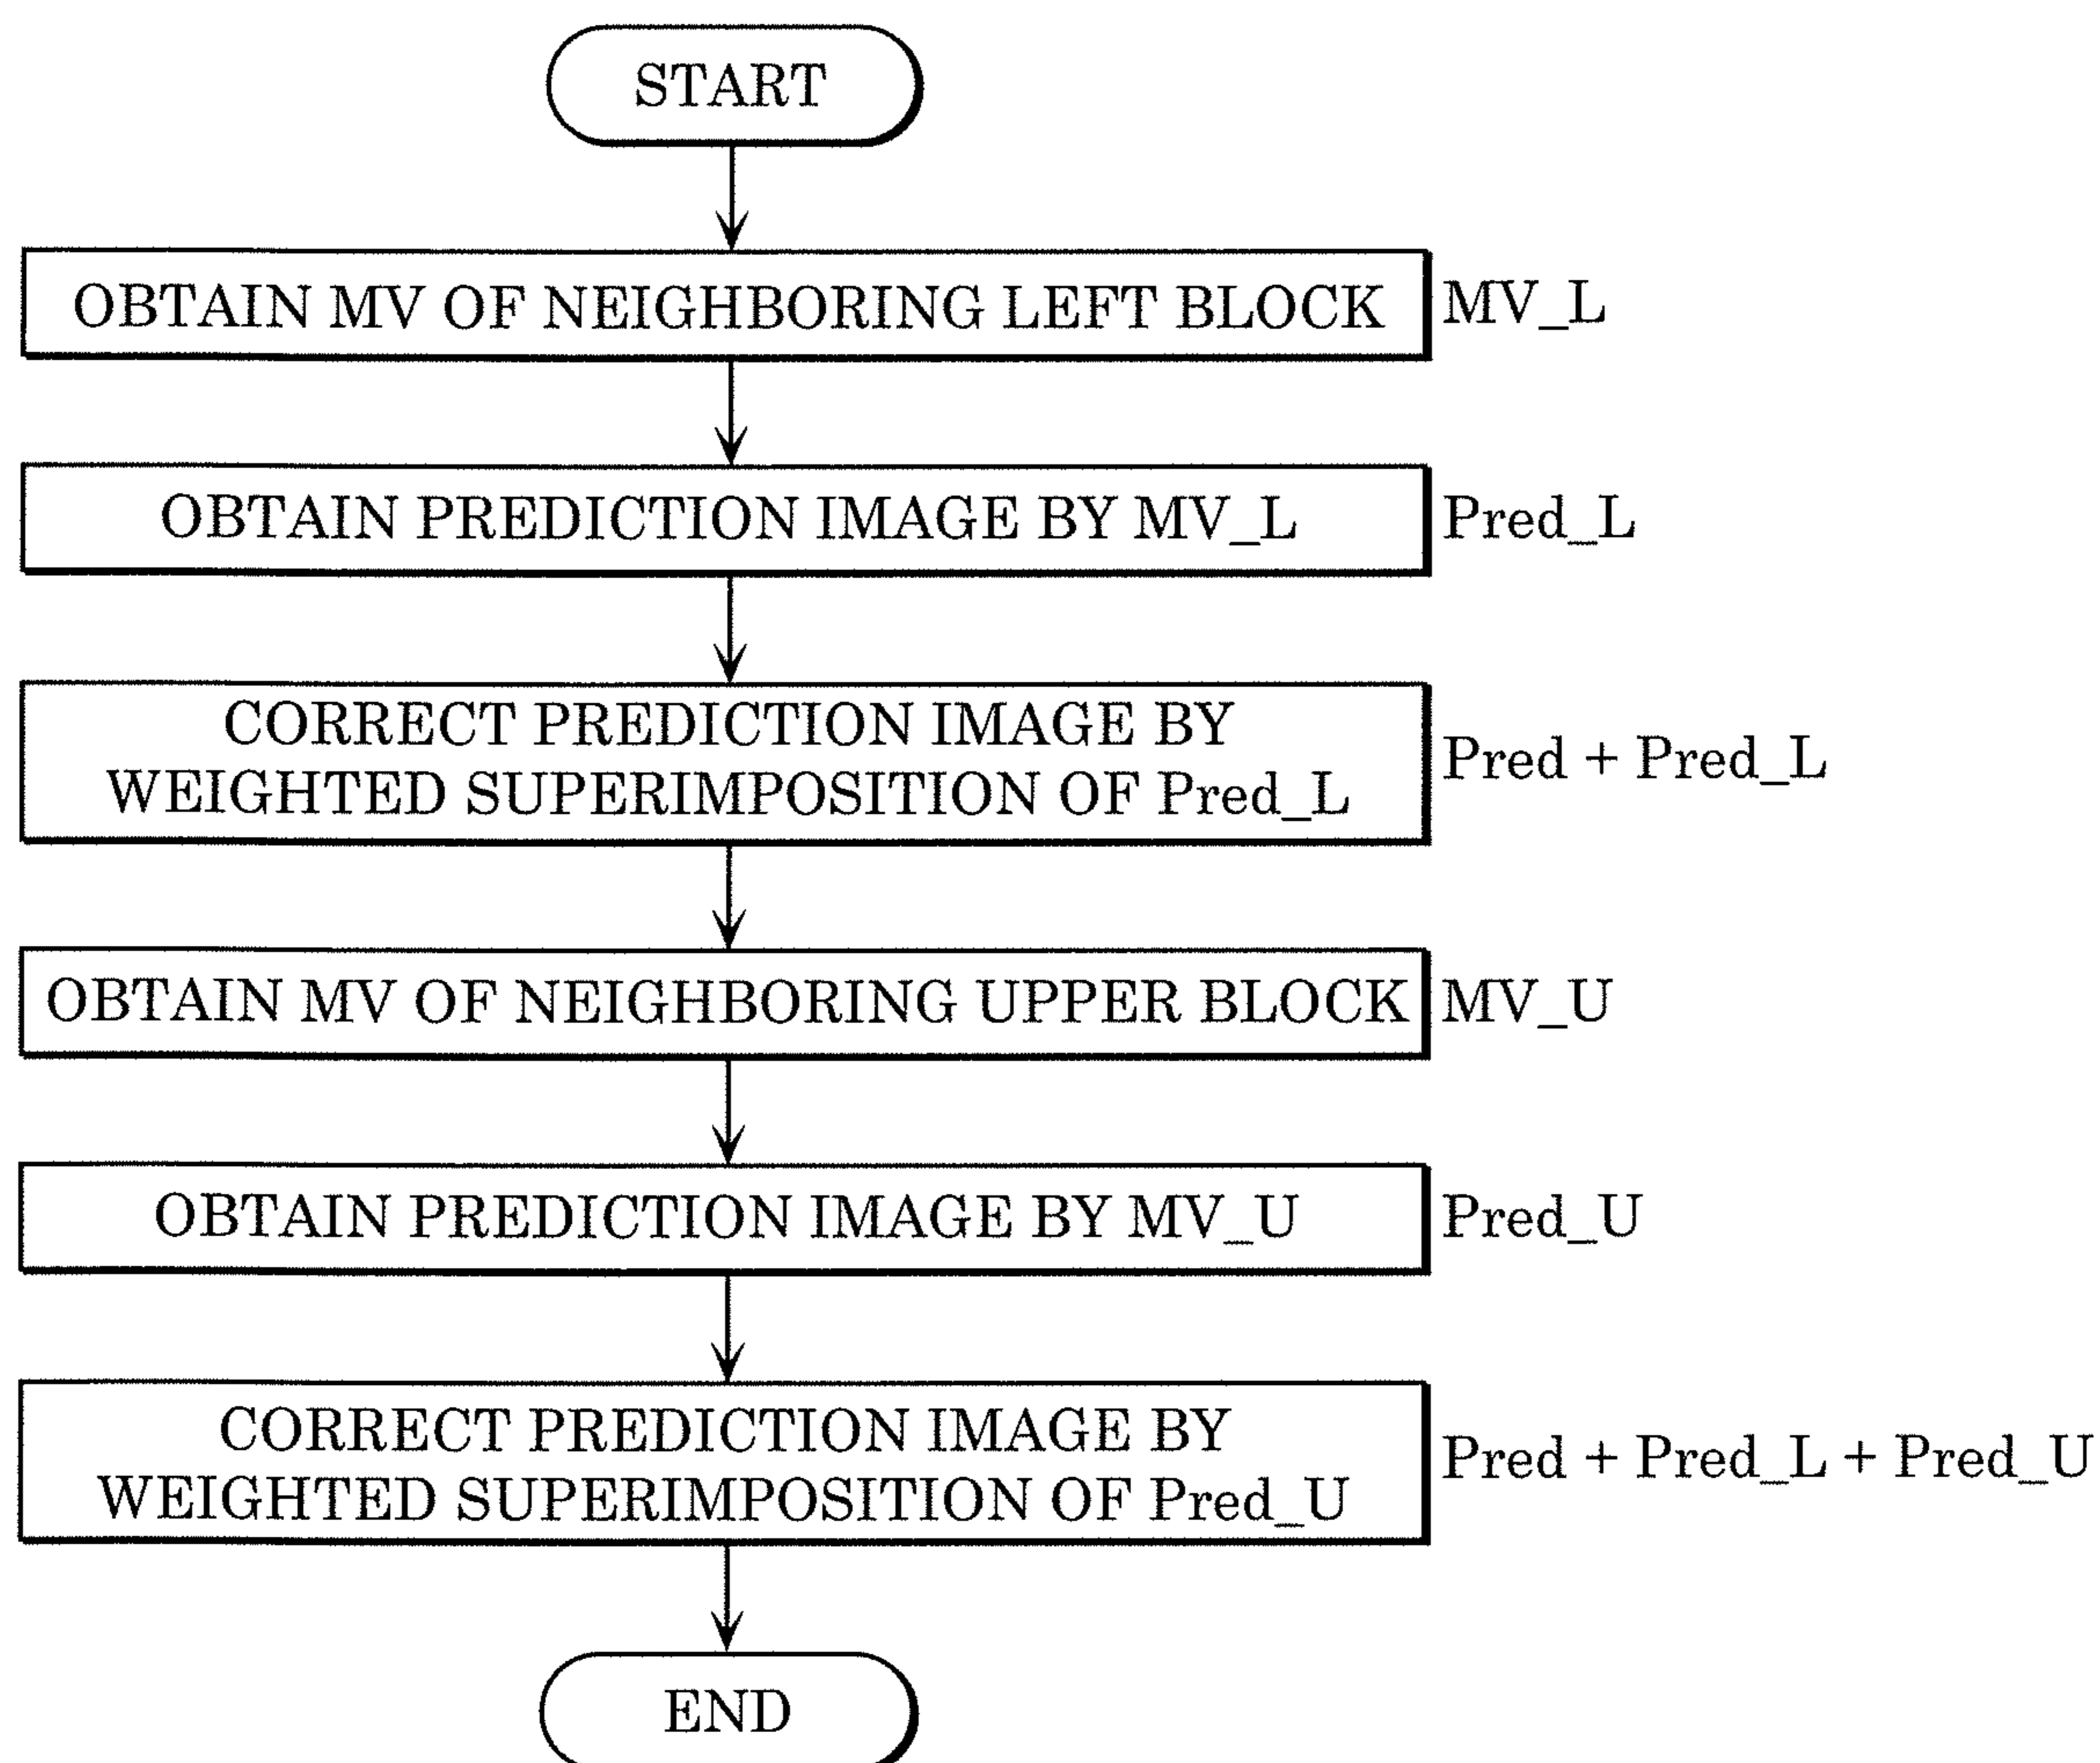 START
OBTAIN MV OF NEIGHBORING LEFT BLOCK
MV_L
OBTAIN PREDICTION IMAGE BY MV_L
Pred_L
CORRECT PREDICTION IMAGE BY
WEIGHTED SUPERIMPOSITION OF Pred_L
Pred + Pred_L
OBTAIN MV OF NEIGHBORING UPPER BLOCK
MV_U
OBTAIN PREDICTION IMAGE BY MV_U
Pred_U
CORRECT PREDICTION IMAGE BY
WEIGHTED SUPERIMPOSITION OF Pred_U
Pred + Pred_L + Pred_U
END